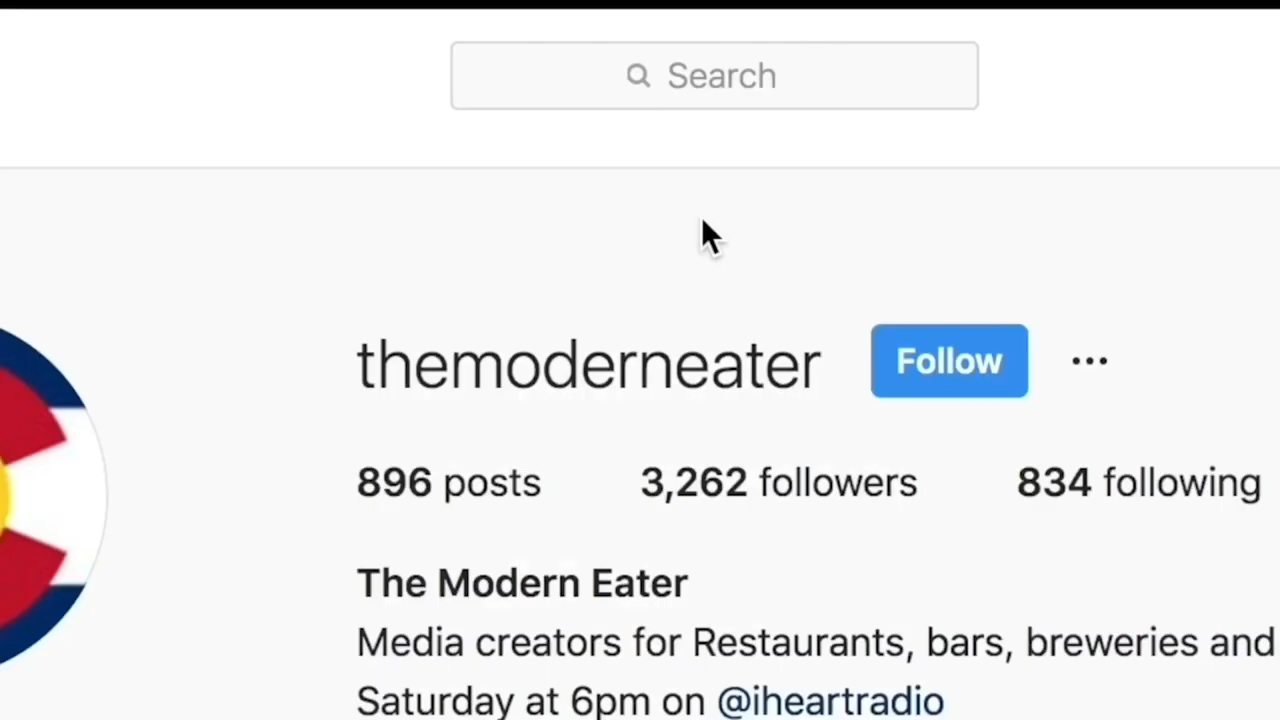 Search
themoderneater Follow
896 posts 3,262 followers 834 following
The Modern Eater
Media creators for Restaurants, bars, breweries and
Saturday at 6pm on @iheartradio